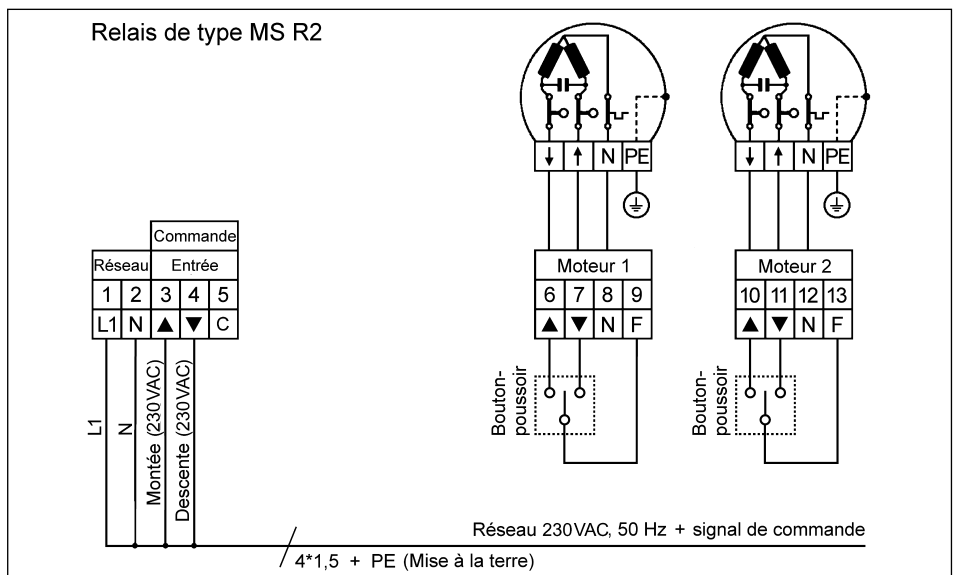 Relais de type MS R2
↓ ↑ N PE
↓ ↑ N PE
Commande
Réseau Entrée
1 2 3 4 5
L1 N ▲ ▼ C
Moteur 1
6 7 8 9
▲ ▼ N F
Moteur 2
10 11 12 13
▲ ▼ N F
L1
N
Montée (230VAC)
Descente (230VAC)
Bouton-
poussoir
Bouton-
poussoir
Réseau 230VAC, 50 Hz + signal de commande
4*1,5 + PE (Mise à la terre)